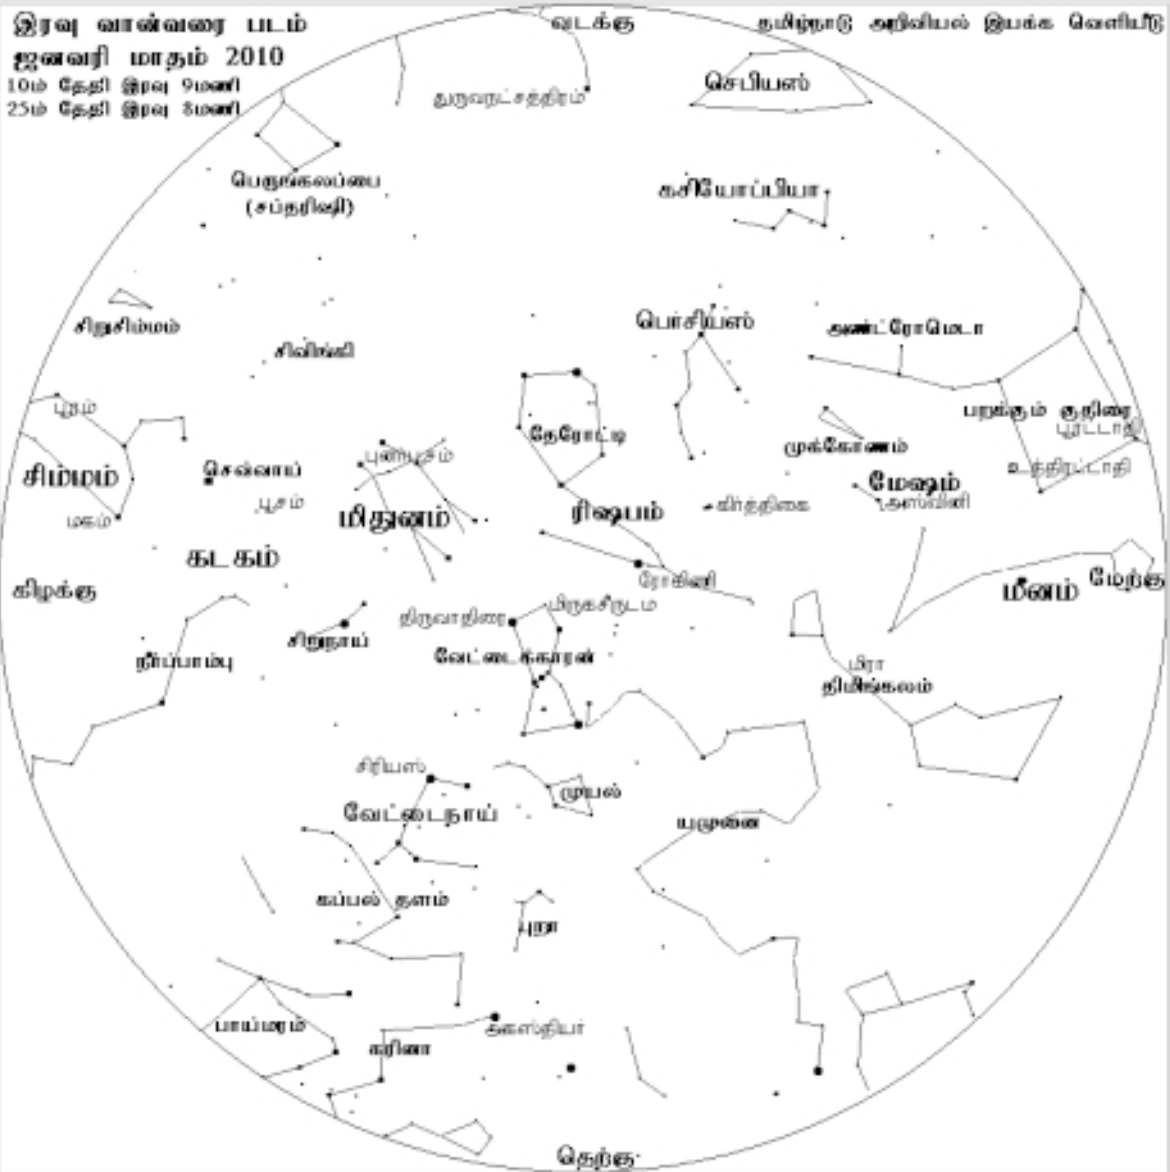 இரவு வான்வரை படம்
ஜனவரி மாதம் 2010
10ம் தேதி இரவு 9மணி
25ம் தேதி இரவு 8மணி
வடக்கு
தமிழ்நாடு அறிவியல் இயக்க வெளியீடு
துருவநட்சத்திரம்
செபியஸ்
பெருங்கலப்பை
(சப்தரிஷி)
கசியோப்பியா
சிறுசிம்மம்
சிவிங்கி
பெர்சியஸ்
அண்ட்ரோமெடா
பூரம்
தேரோட்டி
பறக்கும் குதிரை
பூரட்டாதி
முக்கோணம்
உத்திரட்டாதி
சிம்மம்
செவ்வாய்
புனர்பூசம்
மேஷம்
அஸ்வினி
பூசம்
மகம்
மிதுனம்
ரிஷபம்
கிர்த்திகை
கடகம்
ரோகிணி
கிழக்கு
மீனம்
மேற்கு
திருவாதிரை
மிருகசீருடம்
சிறுநாய்
வேட்டைக்காரன்
நீர்ப்பாம்பு
மிரா
திமிங்கலம்
சிரியஸ்
முயல்
வேட்டைநாய்
யமுனை
கப்பல் தளம்
புறா
பாய்மரம்
அகஸ்தியர்
கரினா
தெற்கு